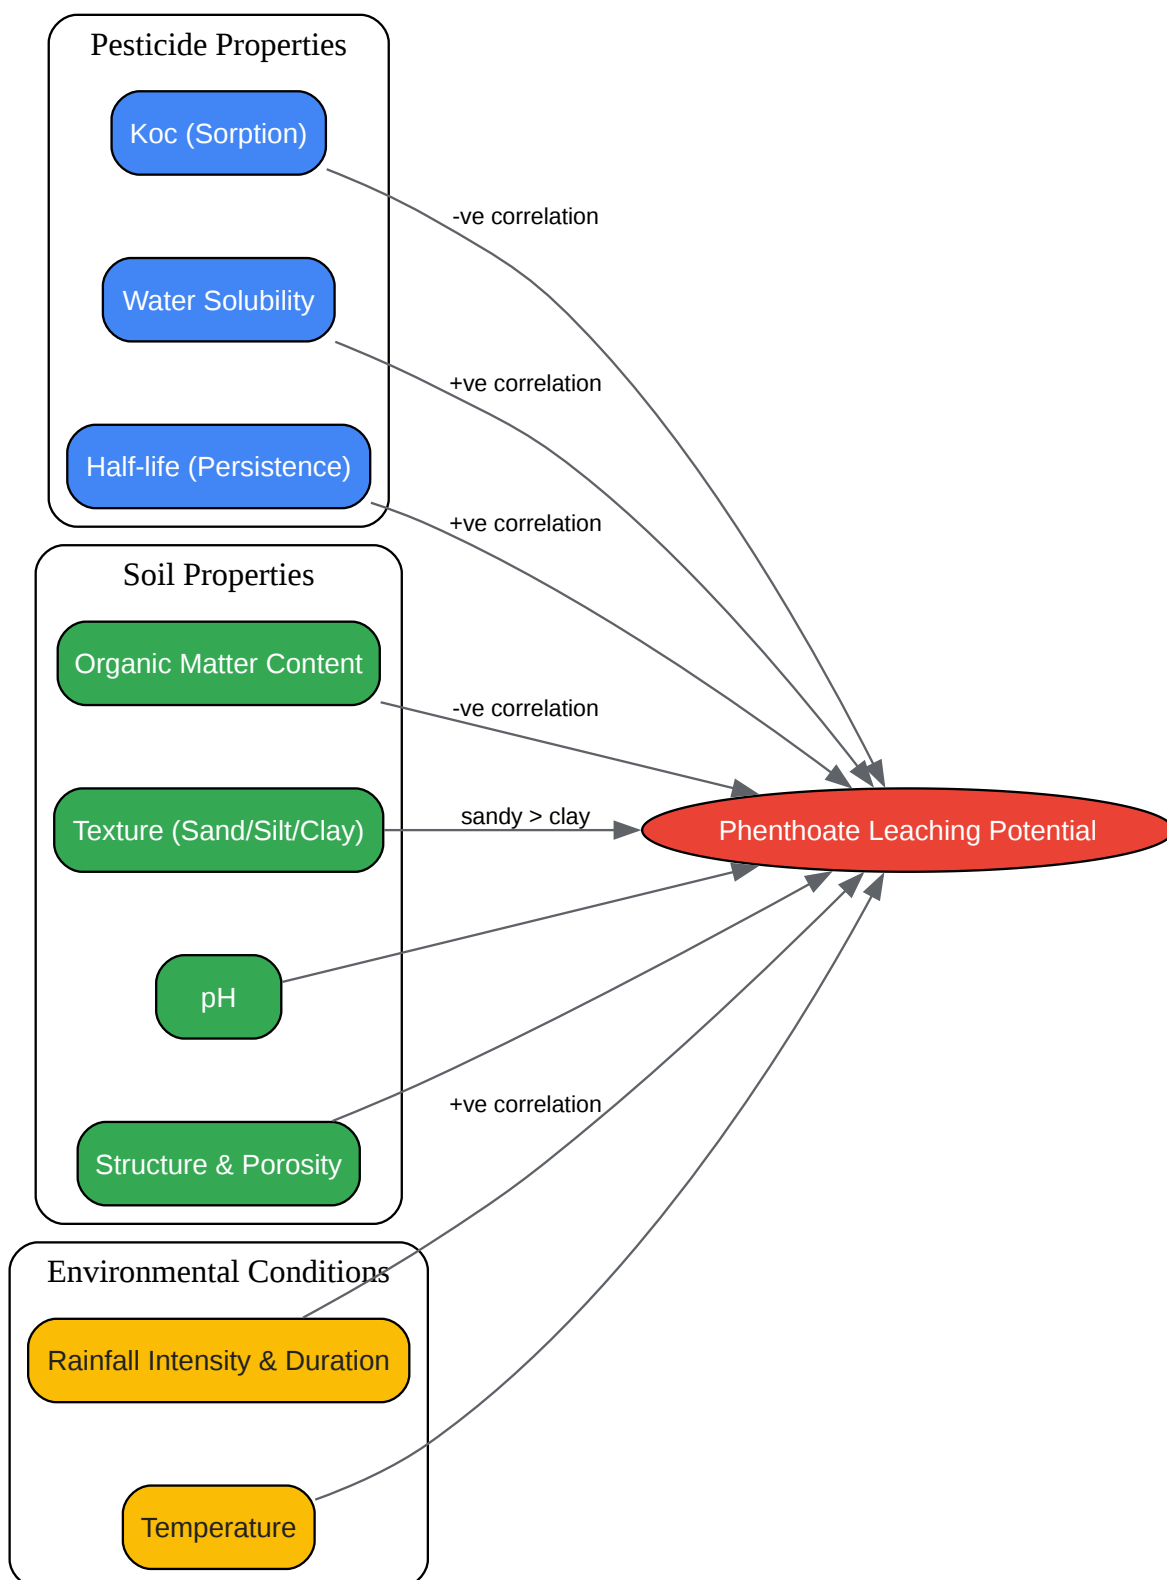 Pesticide Properties
Koc (Sorption)
-ve correlation
Water Solubility
+ve correlation
Half-life (Persistence)
+ve correlation
Soil Properties
Organic Matter Content
-ve correlation
Texture (Sand/Silt/Clay)
sandy > clay
Phenthoate Leaching Potential
pH
Structure & Porosity
+ve correlation
Environmental Conditions
Rainfall Intensity & Duration
Temperature